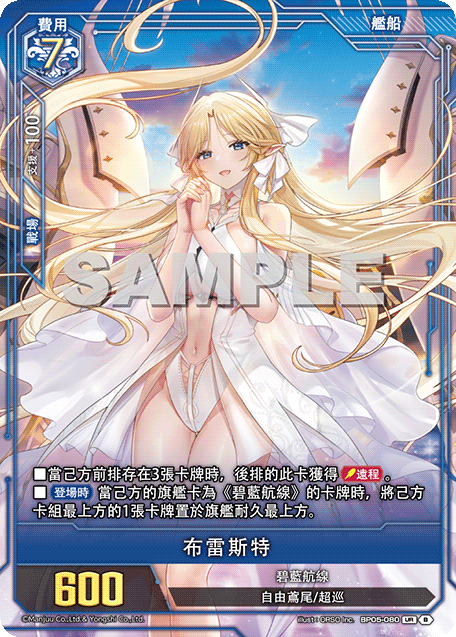 費用
7
艦船
支援+100
戰場
SAMPLE
■當己方前排存在3張卡牌時，後排的此卡獲得 遠程 。
■ 登場時 當己方的旗艦卡為《碧藍航線》的卡牌時，將己方
卡組最上方的1張卡牌置於旗艦耐久最上方。
布雷斯特
600
碧藍航線
自由鳶尾/超巡
©Manjuu Co.,Ltd.& Yongshi Co.,Ltd.
illust: ORSO Inc. BP05-080 UR B